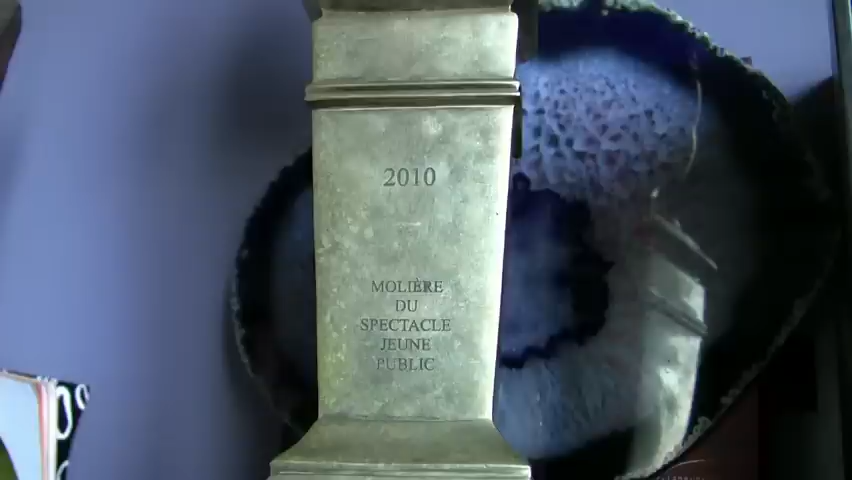 2010
MOLIÈRE
DU
SPECTACLE
JEUNE
PUBLIC